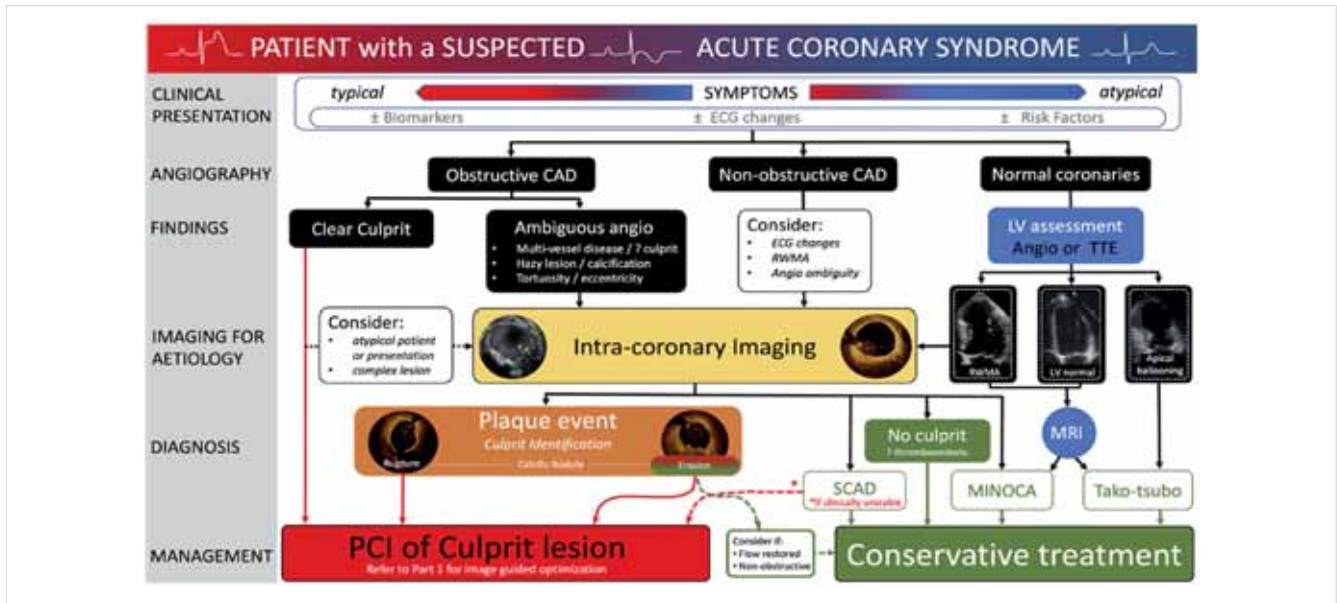 PATIENT with a SUSPECTED ACUTE CORONARY SYNDROME
CLINICAL
PRESENTATION
typical SYMPTOMS atypical
± Biomarkers ± ECG changes ± Risk Factors
ANGIOGRAPHY
Obstructive CAD
Non-obstructive CAD
Normal coronaries
FINDINGS
Clear Culprit
Ambiguous angio
• Multi-vessel disease / ? culprit
• Hazy lesion / calcification
• Tortuosity / eccentricity
Consider:
• ECG changes
• RWMA
• Angio ambiguity
LV assessment
Angio or TTE
IMAGING FOR
AETIOLOGY
Consider:
• atypical patient
or presentation
• complex lesion
Intra-coronary Imaging
RWMA
LV normal
Apical
ballooning
DIAGNOSIS
Plaque event
Culprit Identification
Rupture
Calcific Nodule
Erosion
No culprit
MRI
* SCAD
*If clinically unstable
MINOCA
Tako-tsubo
MANAGEMENT
PCI of Culprit lesion
Refer to Part 1 for image guided optimization
Consider if:
• Flow restored
• Non-obstructive
Conservative treatment